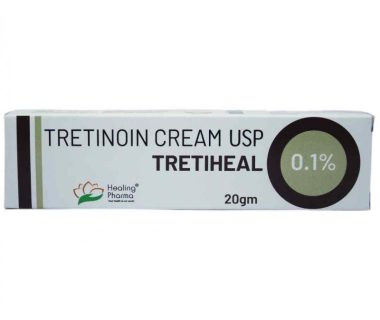 TRETINOIN CREAM USP
TRETIHEAL
0.1%
Healing®
Pharma
20gm